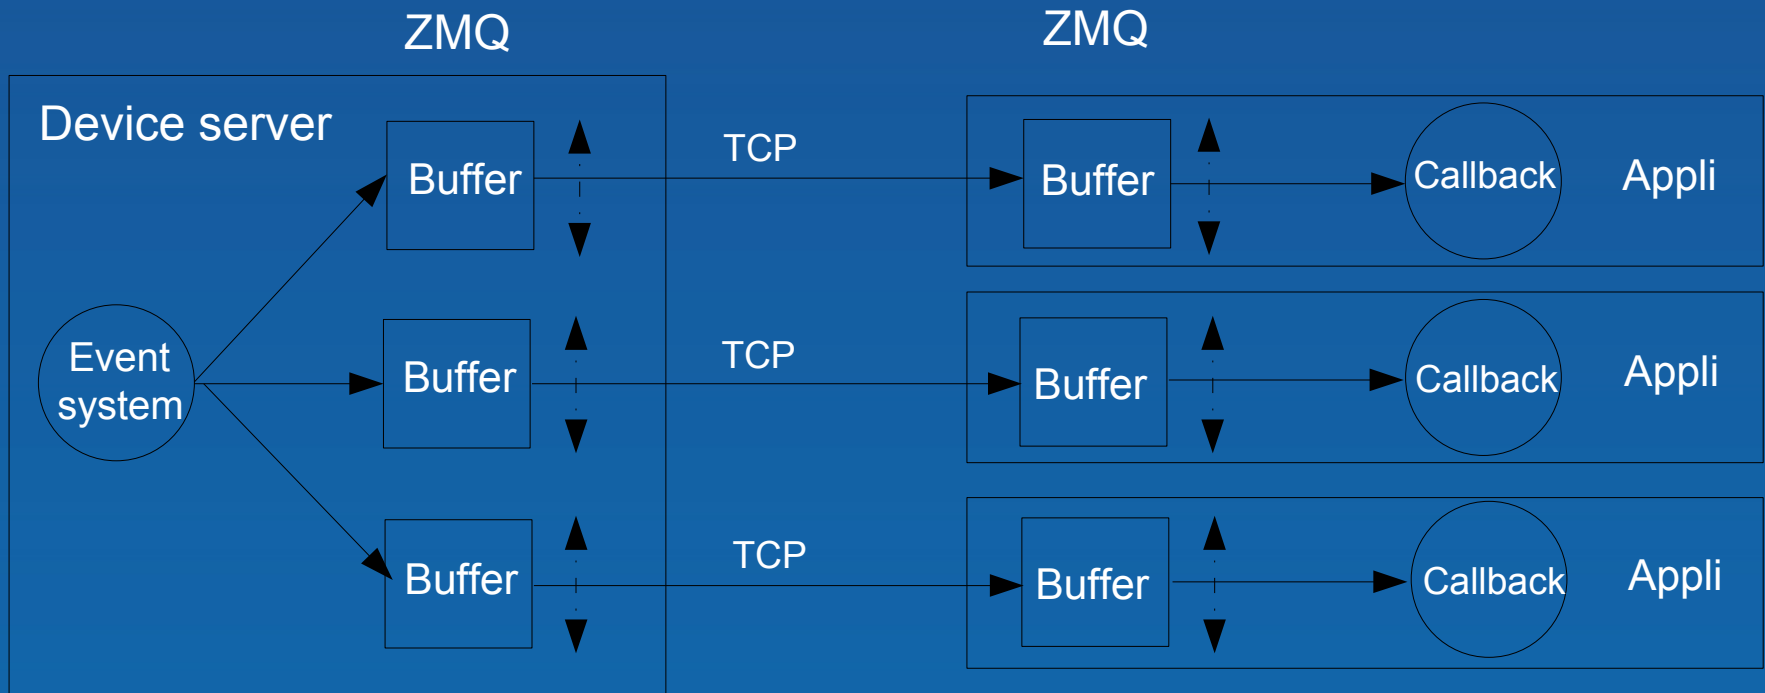 ZMQ
ZMQ
Device server
Buffer
TCP
Buffer
Callback
Appli
Event
system
Buffer
TCP
Buffer
Callback
Appli
Buffer
TCP
Buffer
Callback
Appli